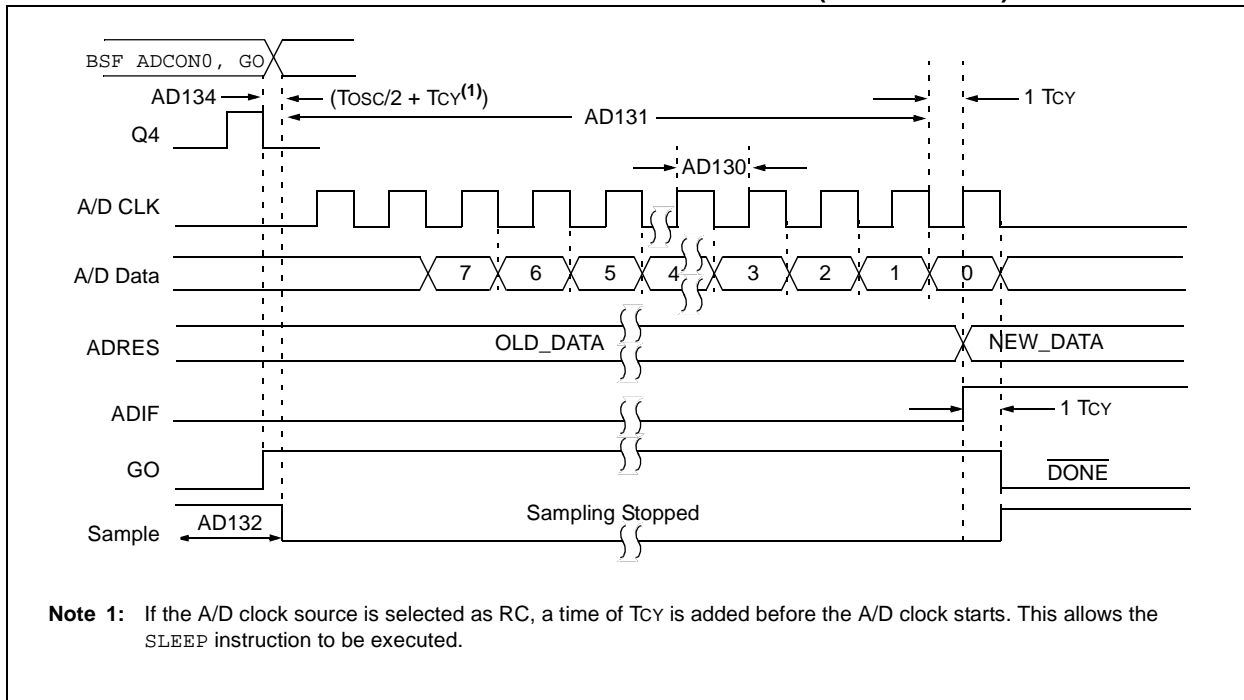 BSF ADCON0, GO
AD134
(TOSC/2 + TCY(1))
1 TCY
AD131
Q4
AD130
A/D CLK
A/D Data
7 6 5 4 3 2 1 0
ADRES
OLD_DATA
NEW_DATA
ADIF
1 TCY
GO
DONE
Sample
AD132
Sampling Stopped
Note 1: If the A/D clock source is selected as RC, a time of TCY is added before the A/D clock starts. This allows the
SLEEP instruction to be executed.